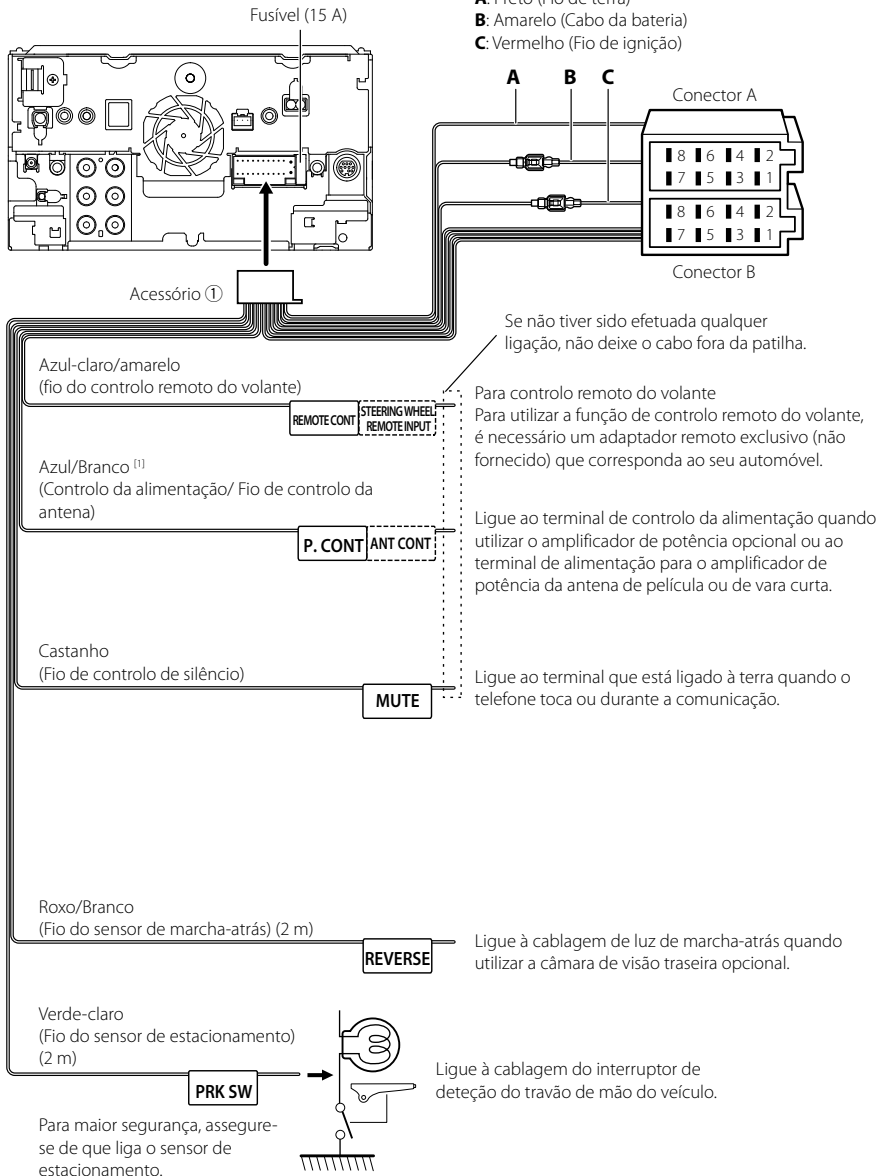 Fusível (15 A)
A: Preto (Fio de terra)
B: Amarelo (Cabo da bateria)
C: Vermelho (Fio de ignição)
A B C
Conector A
8 6 4 2
7 5 3 1
8 6 4 2
7 5 3 1
Conector B
Acessório ①
Se não tiver sido efetuada qualquer
ligação, não deixe o cabo fora da patilha.
Azul-claro/amarelo
(fio do controlo remoto do volante)
REMOTE CONT
STEERING WHEEL
REMOTE INPUT
Para controlo remoto do volante
Para utilizar a função de controlo remoto do volante,
é necessário um adaptador remoto exclusivo (não
fornecido) que corresponda ao seu automóvel.
Azul/Branco [1]
(Controlo da alimentação/ Fio de controlo da
antena)
P. CONT
ANT CONT
Ligue ao terminal de controlo da alimentação quando
utilizar o amplificador de potência opcional ou ao
terminal de alimentação para o amplificador de
potência da antena de película ou de vara curta.
Castanho
(Fio de controlo de silêncio)
MUTE
Ligue ao terminal que está ligado à terra quando o
telefone toca ou durante a comunicação.
Roxo/Branco
(Fio do sensor de marcha-atrás) (2 m)
REVERSE
Ligue à cablagem de luz de marcha-atrás quando
utilizar a câmara de visão traseira opcional.
Verde-claro
(Fio do sensor de estacionamento)
(2 m)
PRK SW
Ligue à cablagem do interruptor de
deteção do travão de mão do veículo.
Para maior segurança, assegure-
se de que liga o sensor de
estacionamento.